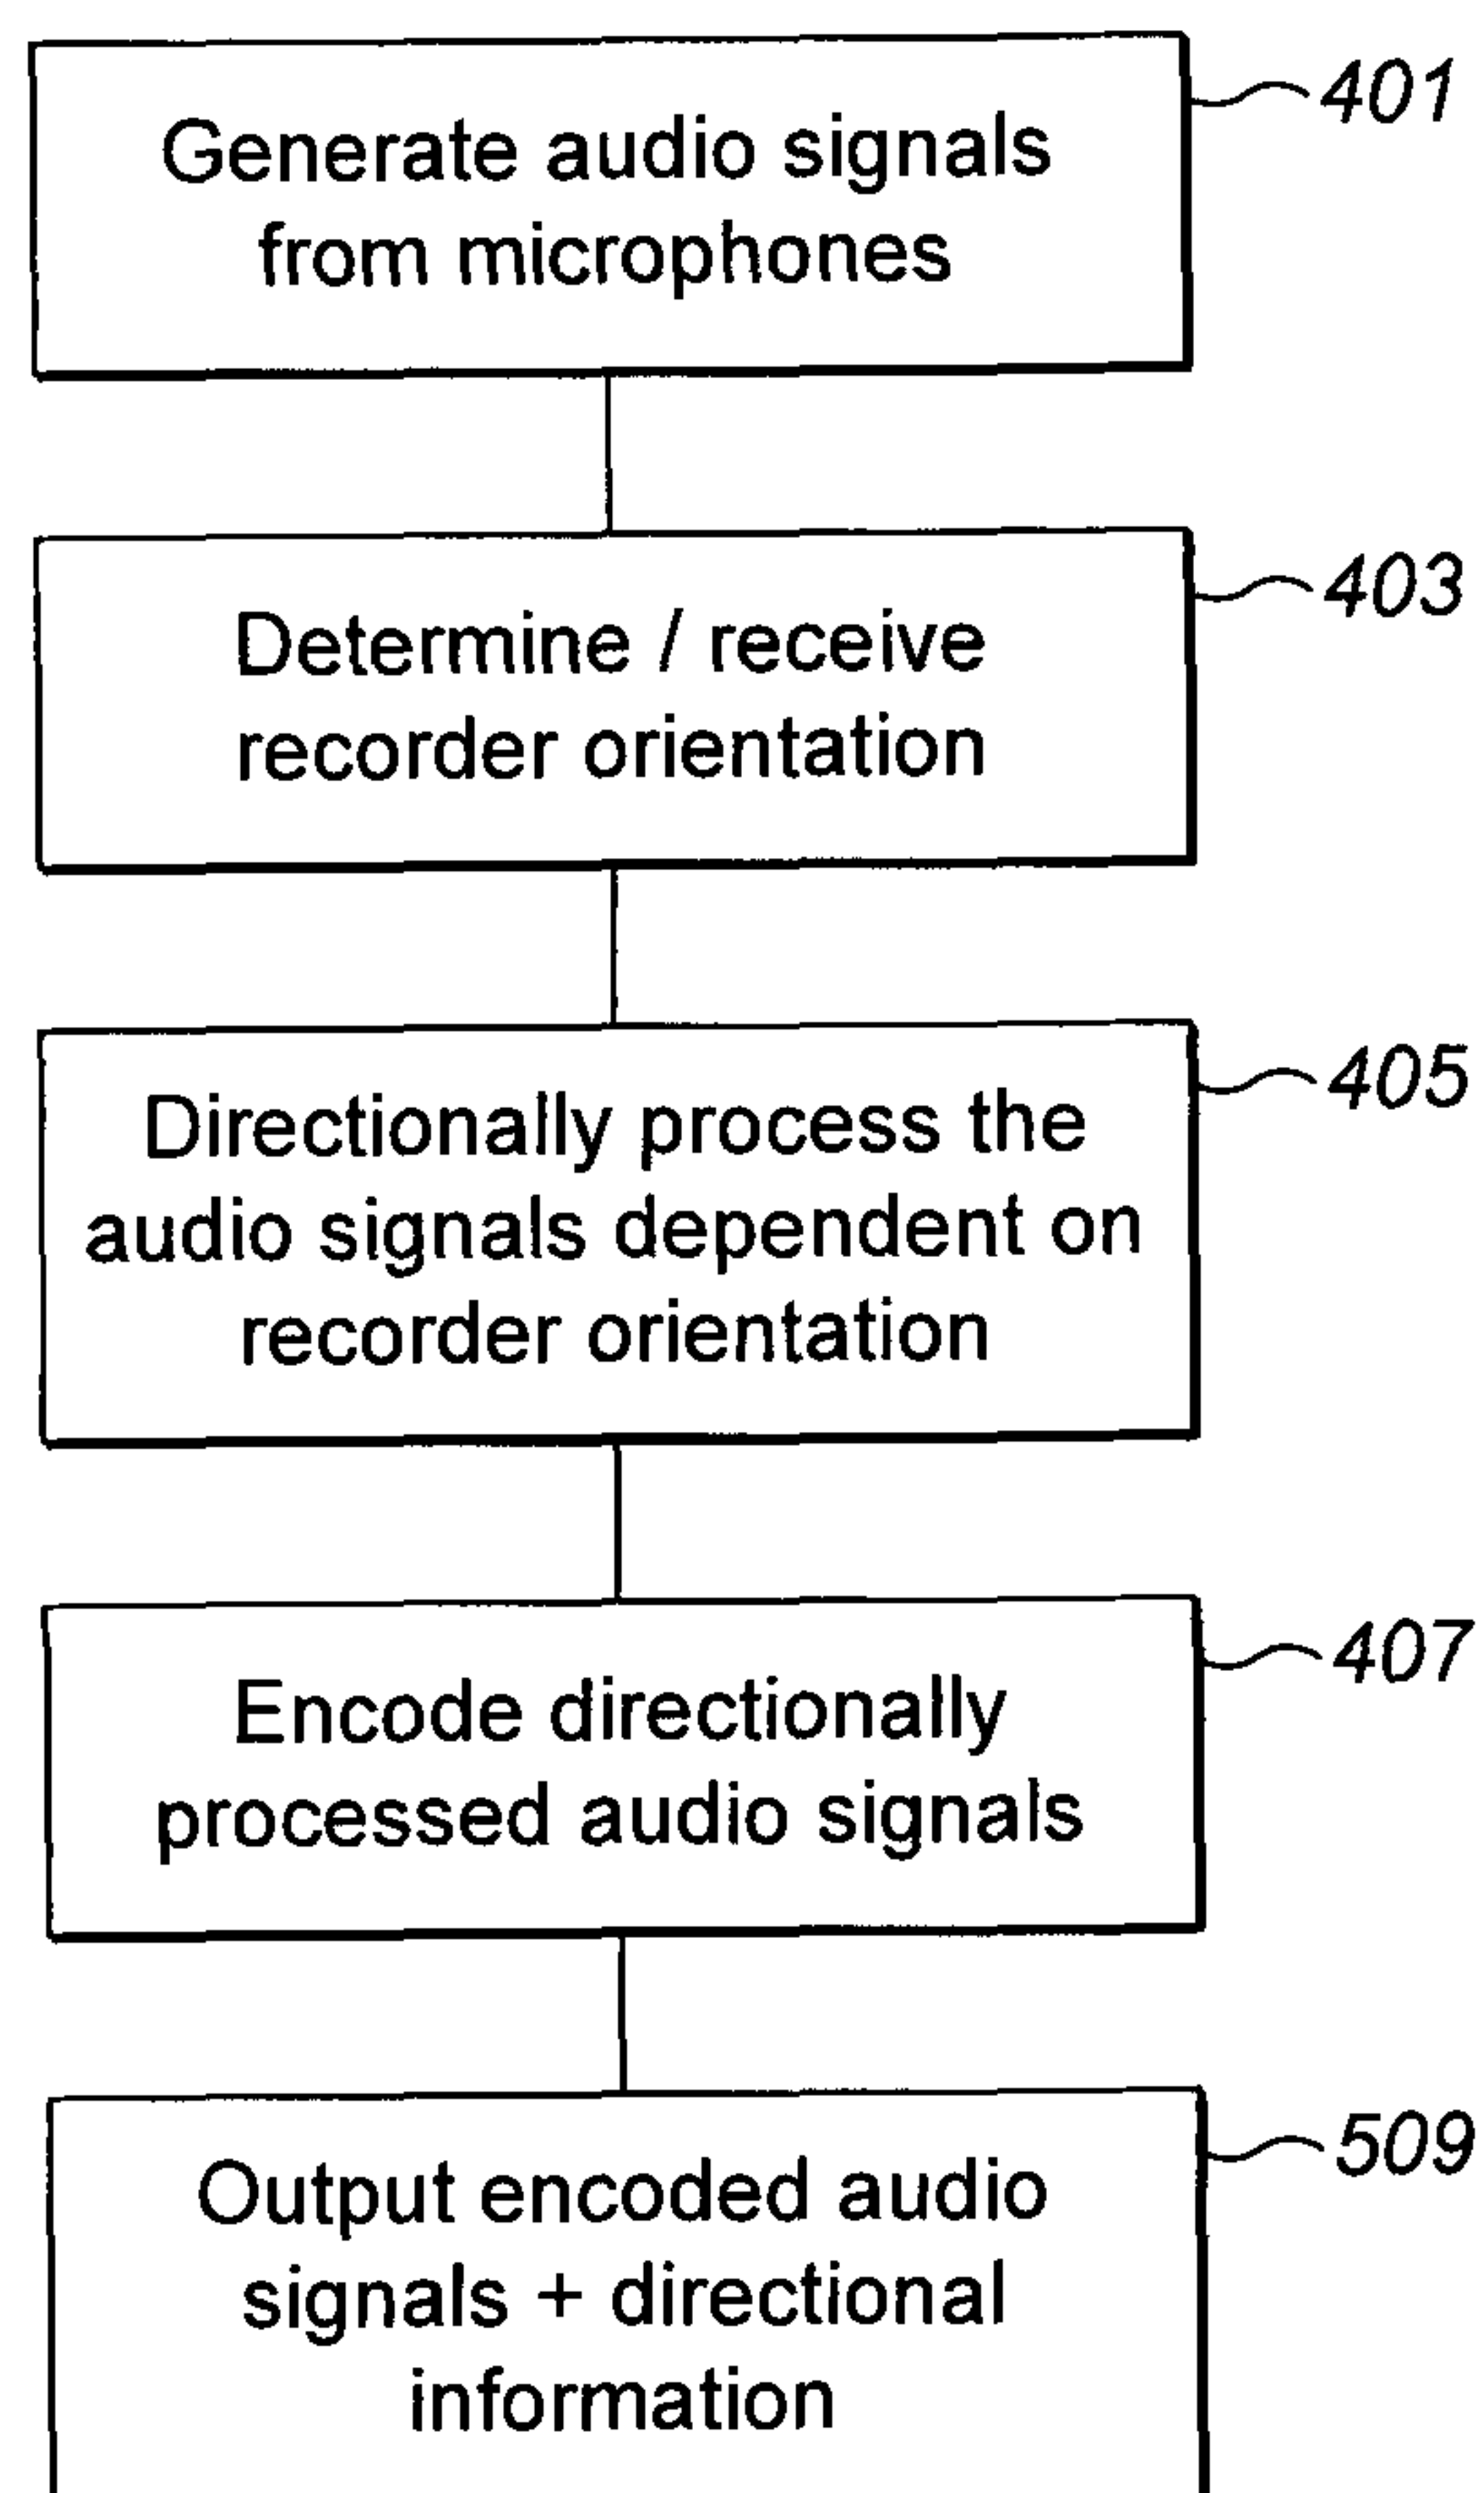 Generate audio signals
from microphones
401
Determine / receive
recorder orientation
403
Directionally process the
audio signals dependent on
recorder orientation
405
Encode directionally
processed audio signals
407
Output encoded audio
signals + directional
information
509